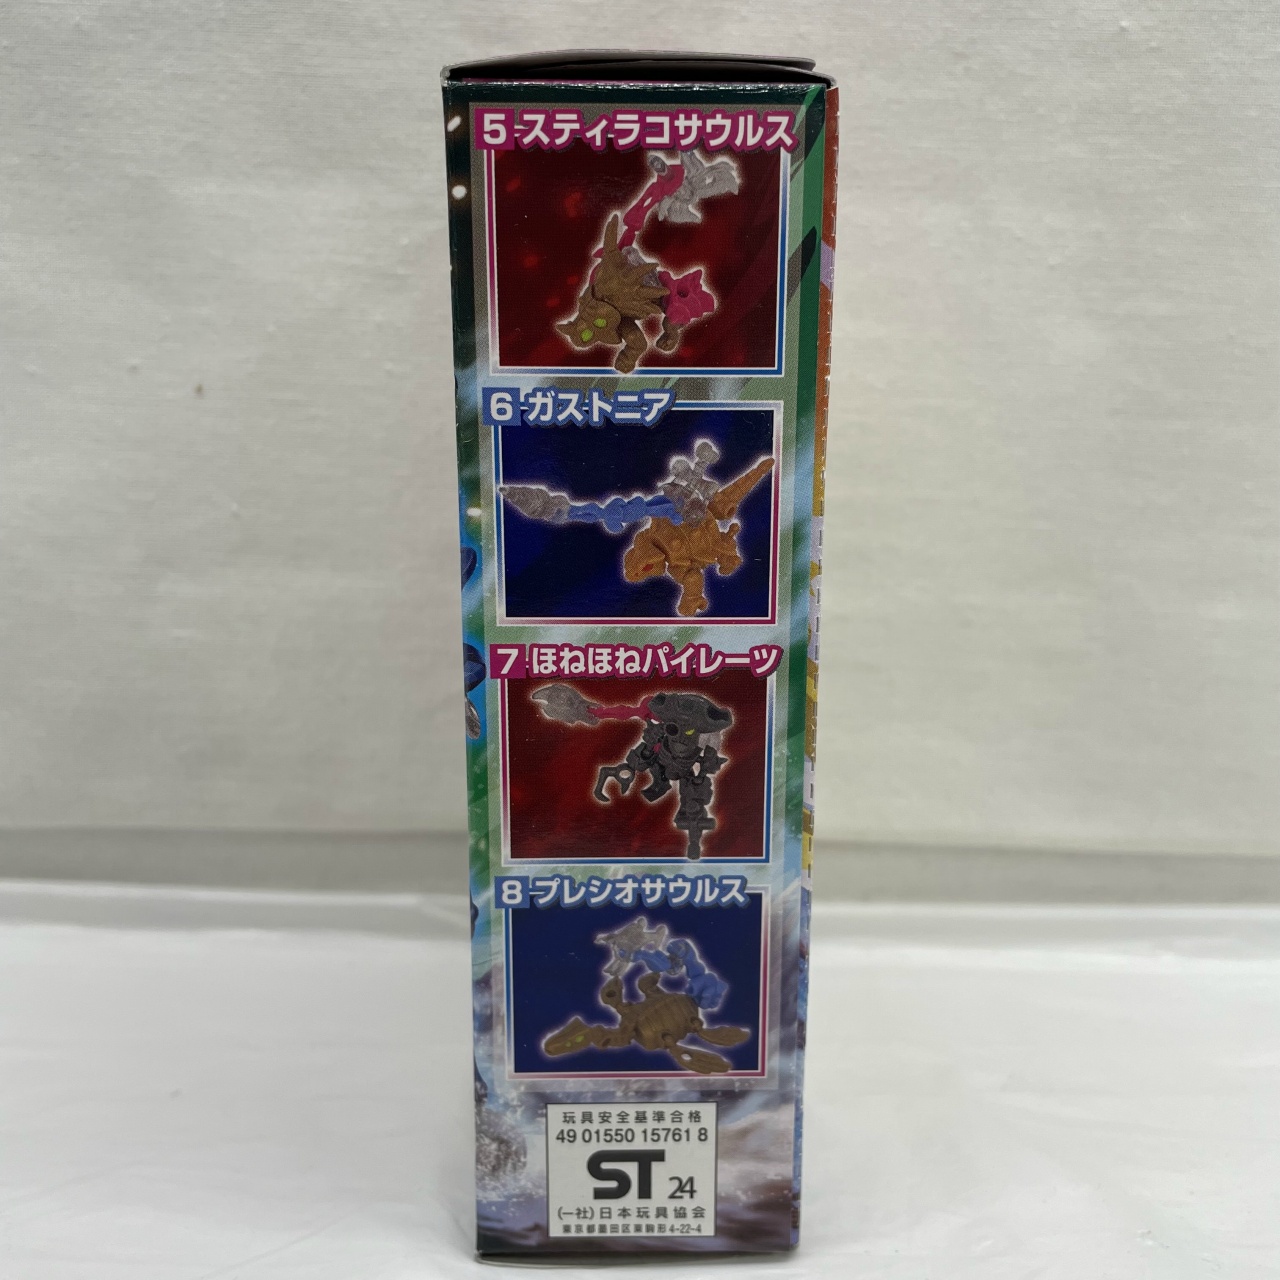 5 スティラコサウルス
6 ガストニア
7 ほねほねパイレーツ
8 プレシオサウルス
玩具安全基準合格
49 01550 15761 8
ST 24
(一社)日本玩具協会
東京都墨田区東駒形4-22-4